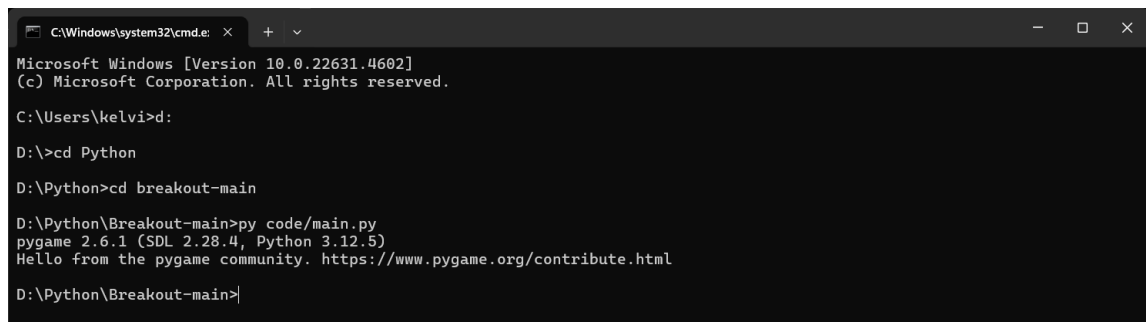 C:\Windows\system32\cmd.e:
Microsoft Windows [Version 10.0.22631.4602]
(c) Microsoft Corporation. All rights reserved.
C:\Users\kelvi>d:
D:\>cd Python
D:\Python>cd breakout-main
D:\Python\Breakout-main>py code/main.py
pygame 2.6.1 (SDL 2.28.4, Python 3.12.5)
Hello from the pygame community. https://www.pygame.org/contribute.html
D:\Python\Breakout-main>